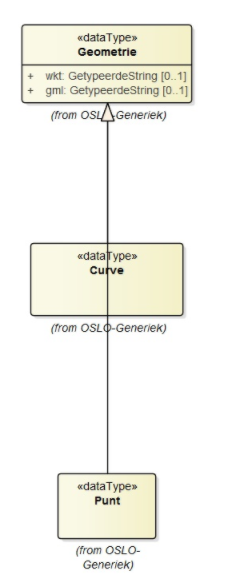 «dataType»
Geometrie
+ wkt: GetypeerdeString [0..1]
+ gml: GetypeerdeString [0..1]
(from OSLO-Generiek)
«dataType»
Curve
(from OSLO-Generiek)
«dataType»
Punt
(from OSLO-
Generiek)